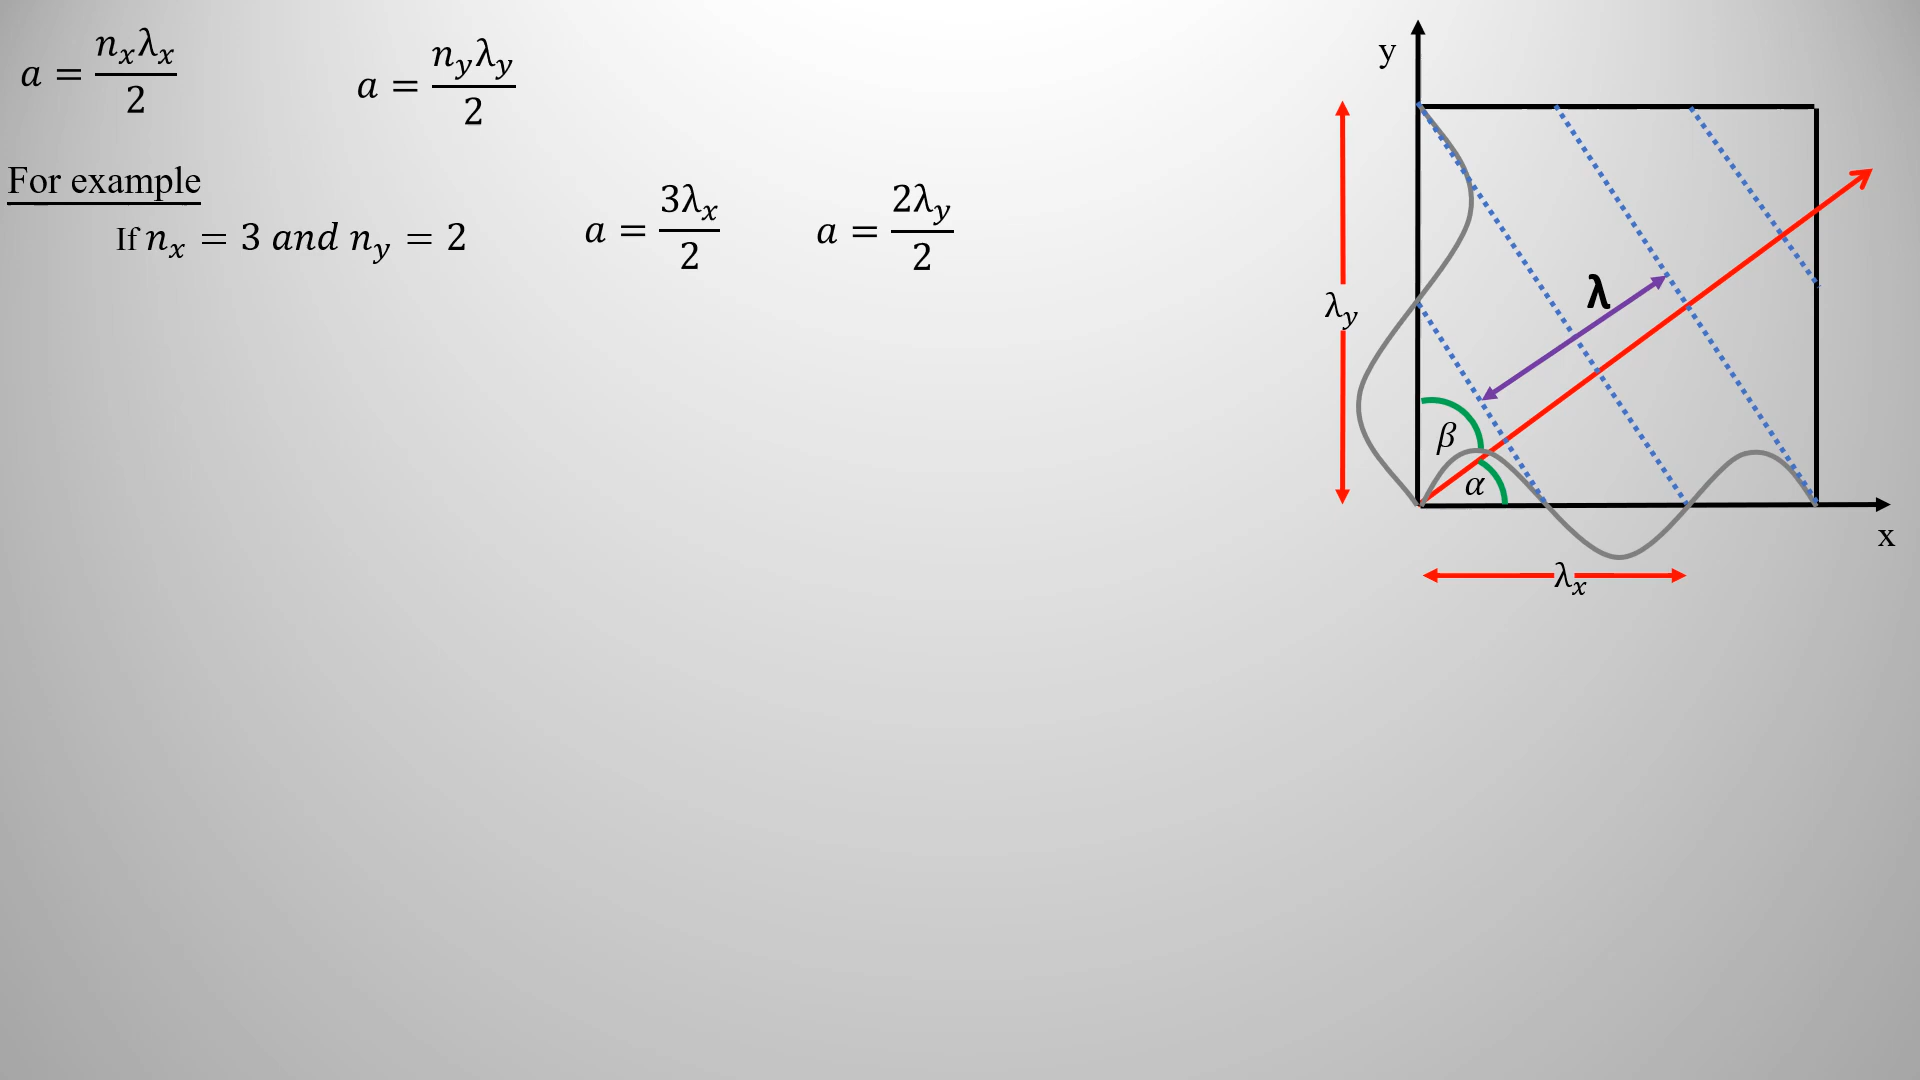 a = n_xλ_x / 2
a = n_yλ_y / 2
For example
If n_x = 3 and n_y = 2
a = 3λ_x / 2
a = 2λ_y / 2
y
λ
λ_y
β
α
x
λ_x